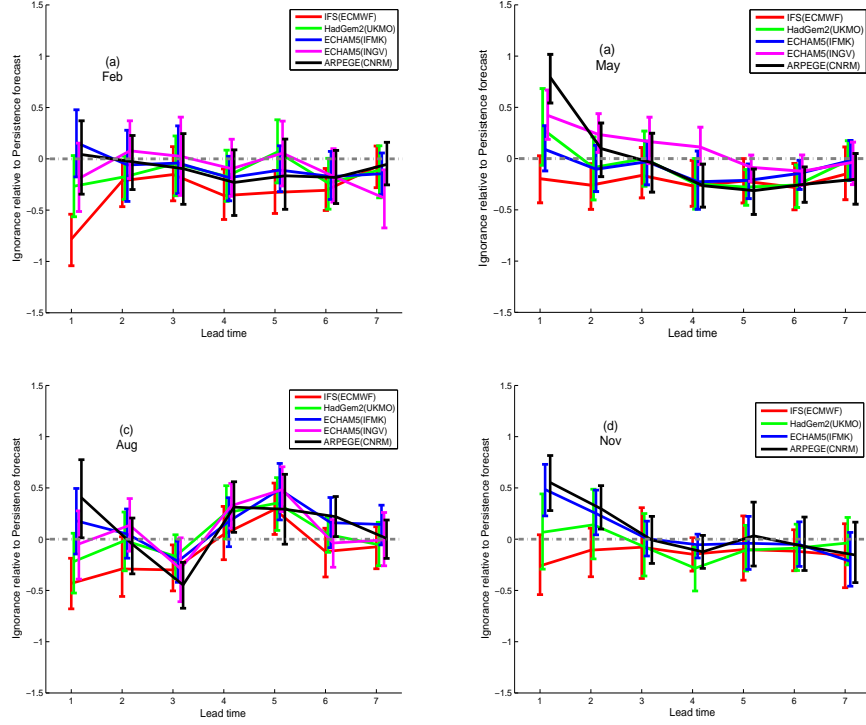 (a)
Feb
IFS(ECMWF)
HadGem2(UKMO)
ECHAM5(IFMK)
ECHAM5(INGV)
ARPEGE(CNRM)
Ignorance relative to Persistence forecast
1.5
1
0.5
0
−0.5
−1
−1.5
1 2 3 4 5 6 7
Lead time
(a)
May
IFS(ECMWF)
HadGem2(UKMO)
ECHAM5(IFMK)
ECHAM5(INGV)
ARPEGE(CNRM)
Ignorance relative to Persistence forecast
1.5
1
0.5
0
−0.5
−1
−1.5
1 2 3 4 5 6 7
Lead time
(c)
Aug
IFS(ECMWF)
HadGem2(UKMO)
ECHAM5(IFMK)
ECHAM5(INGV)
ARPEGE(CNRM)
Ignorance relative to Persistence forecast
1.5
1
0.5
0
−0.5
−1
−1.5
1 2 3 4 5 6 7
Lead time
(d)
Nov
IFS(ECMWF)
HadGem2(UKMO)
ECHAM5(IFMK)
ARPEGE(CNRM)
Ignorance relative to Persistence forecast
1.5
1
0.5
0
−0.5
−1
−1.5
1 2 3 4 5 6 7
Lead time